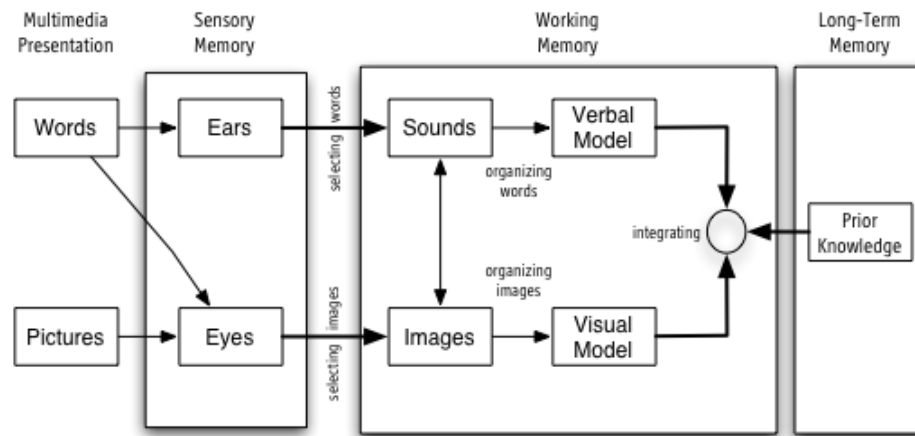 Multimedia
Presentation
Sensory
Memory
Working
Memory
Long-Term
Memory
Words
Ears
selecting words
Sounds
Verbal
Model
organizing
words
integrating
Prior
Knowledge
organizing
images
Pictures
Eyes
selecting images
Images
Visual
Model